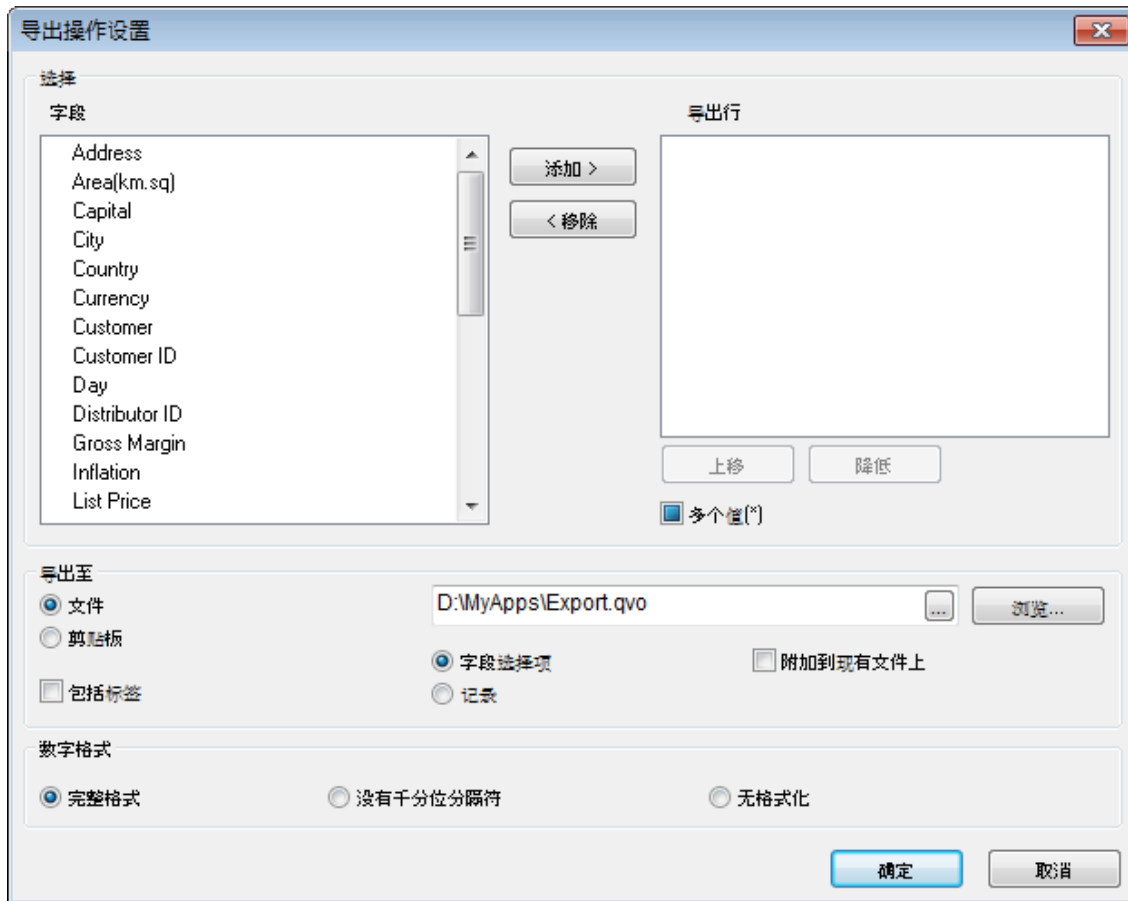 导出操作设置
选择
字段
导出行
Address
Area(km.sq)
Capital
City
Country
Currency
Customer
Customer ID
Day
Distributor ID
Gross Margin
Inflation
List Price
添加 >
< 移除
上移
降低
多个值(*)
导出至
文件
D:\MyApps\Export.qvo
...
浏览...
剪贴板
字段选择项
附加到现有文件上
包括标签
记录
数字格式
完整格式
没有千分位分隔符
无格式化
确定
取消